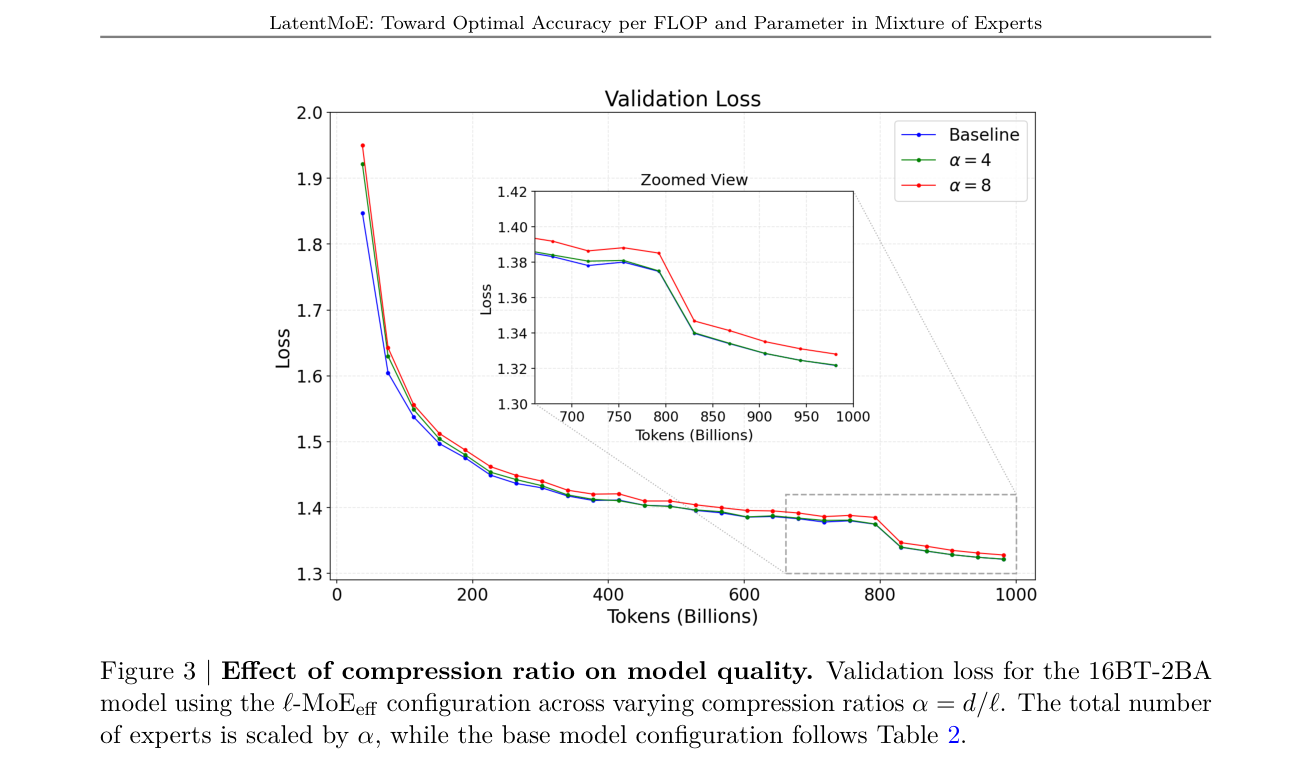 LatentMoE: Toward Optimal Accuracy per FLOP and Parameter in Mixture of Experts
Validation Loss
2.0
1.9
1.8
1.7
1.6
1.5
1.4
1.3
Loss
0
200
400
600
800
1000
Tokens (Billions)
Baseline
α = 4
α = 8
Zoomed View
1.42
1.40
1.38
1.36
1.34
1.32
1.30
Loss
700
750
800
850
900
950
1000
Tokens (Billions)
Figure 3 | Effect of compression ratio on model quality. Validation loss for the 16BT-2BA
model using the ℓ-MoEeff configuration across varying compression ratios α = d/ℓ. The total number
of experts is scaled by α, while the base model configuration follows Table 2.